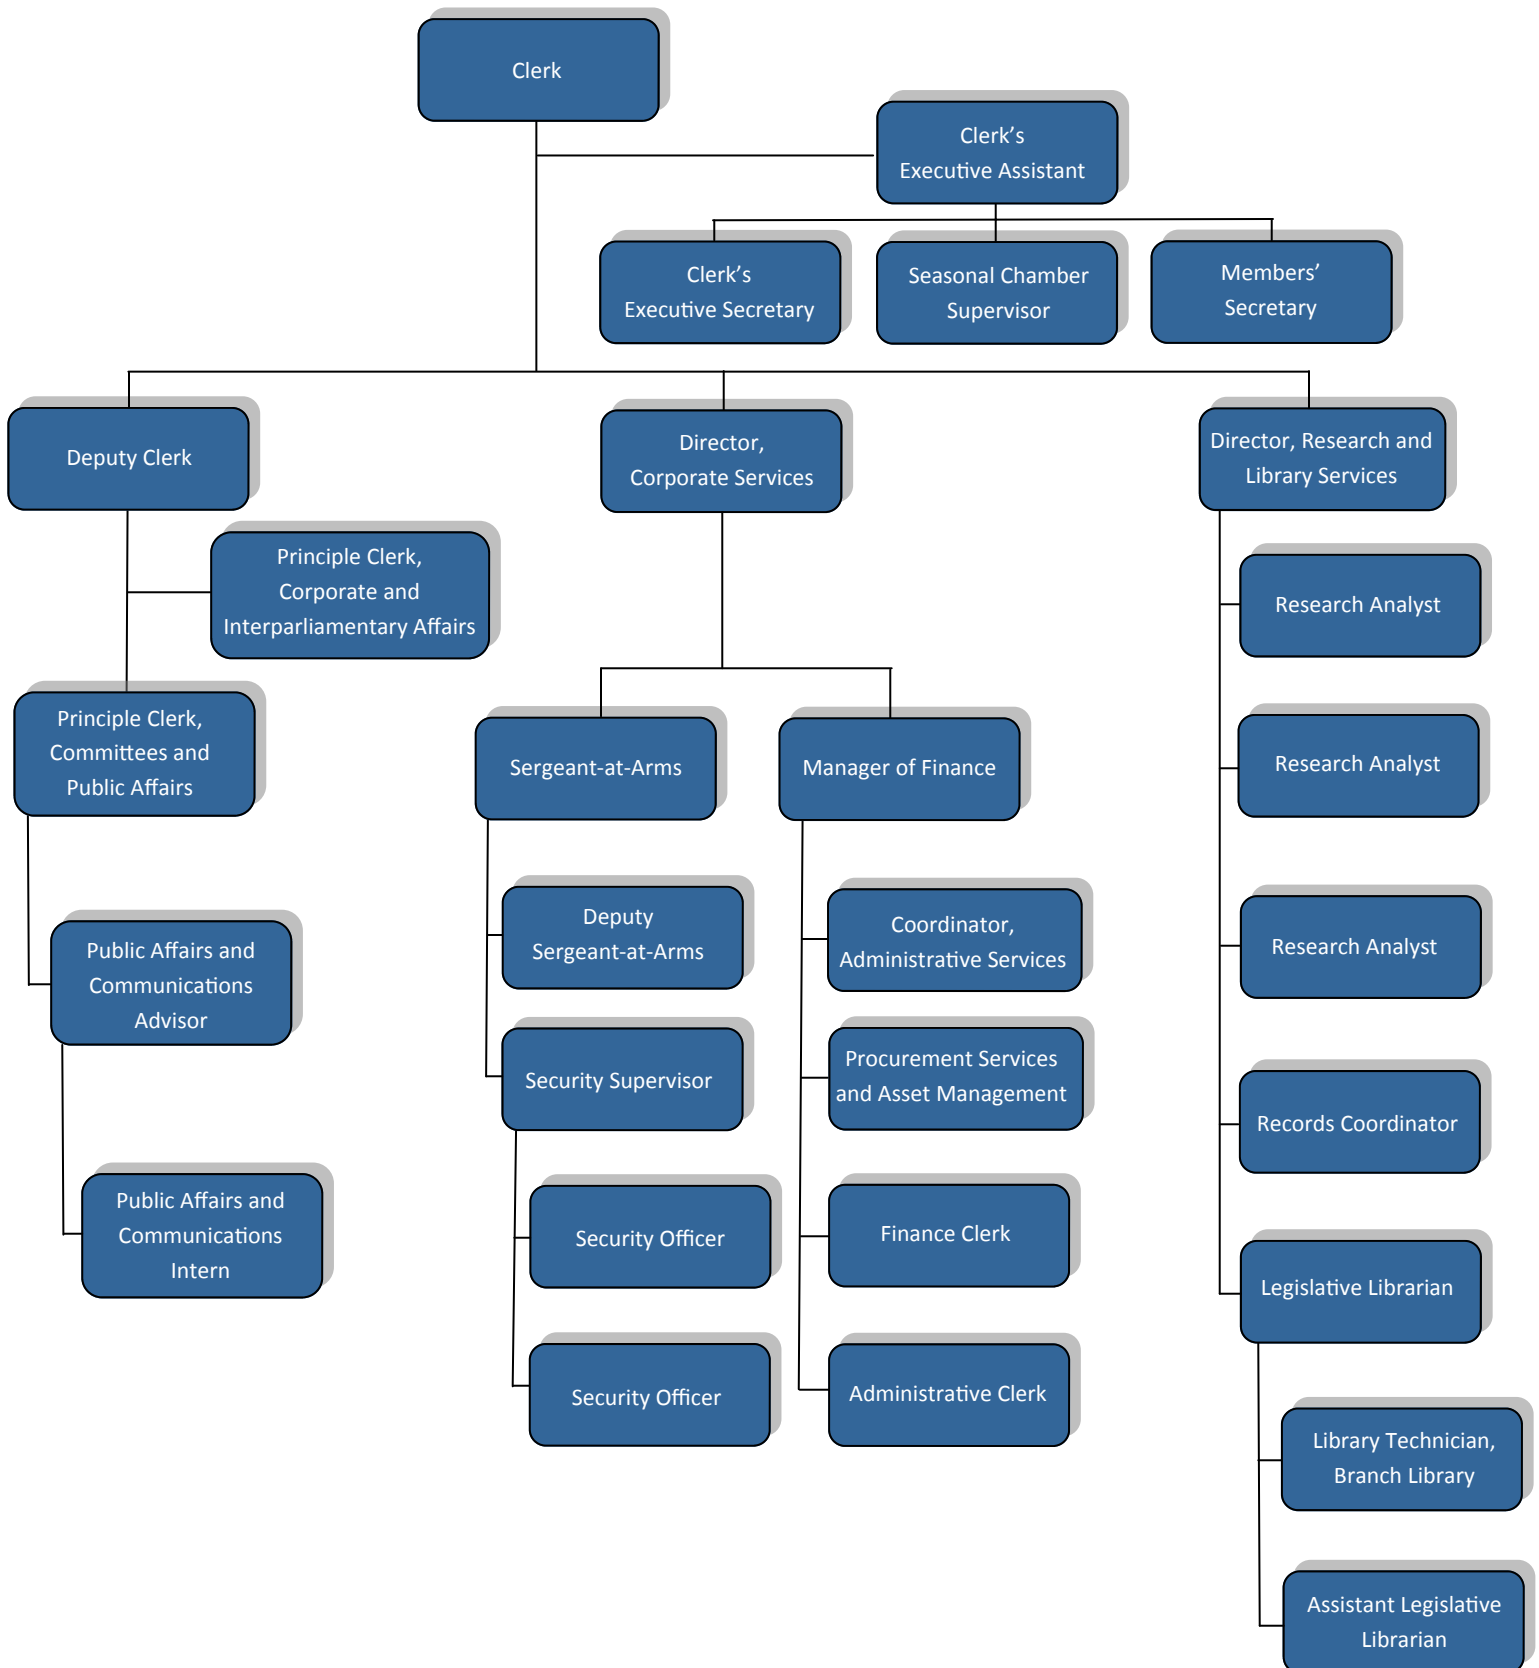 Clerk
Clerk’s
Executive Assistant
Clerk’s
Executive Secretary
Seasonal Chamber
Supervisor
Members’
Secretary
Deputy Clerk
Director,
Corporate Services
Director, Research and
Library Services
Principle Clerk,
Corporate and
Interparliamentary Affairs
Principle Clerk,
Committees and
Public Affairs
Public Affairs and
Communications
Advisor
Public Affairs and
Communications
Intern
Sergeant-at-Arms
Deputy
Sergeant-at-Arms
Security Supervisor
Security Officer
Security Officer
Manager of Finance
Coordinator,
Administrative Services
Procurement Services
and Asset Management
Finance Clerk
Administrative Clerk
Research Analyst
Research Analyst
Research Analyst
Records Coordinator
Legislative Librarian
Library Technician,
Branch Library
Assistant Legislative
Librarian